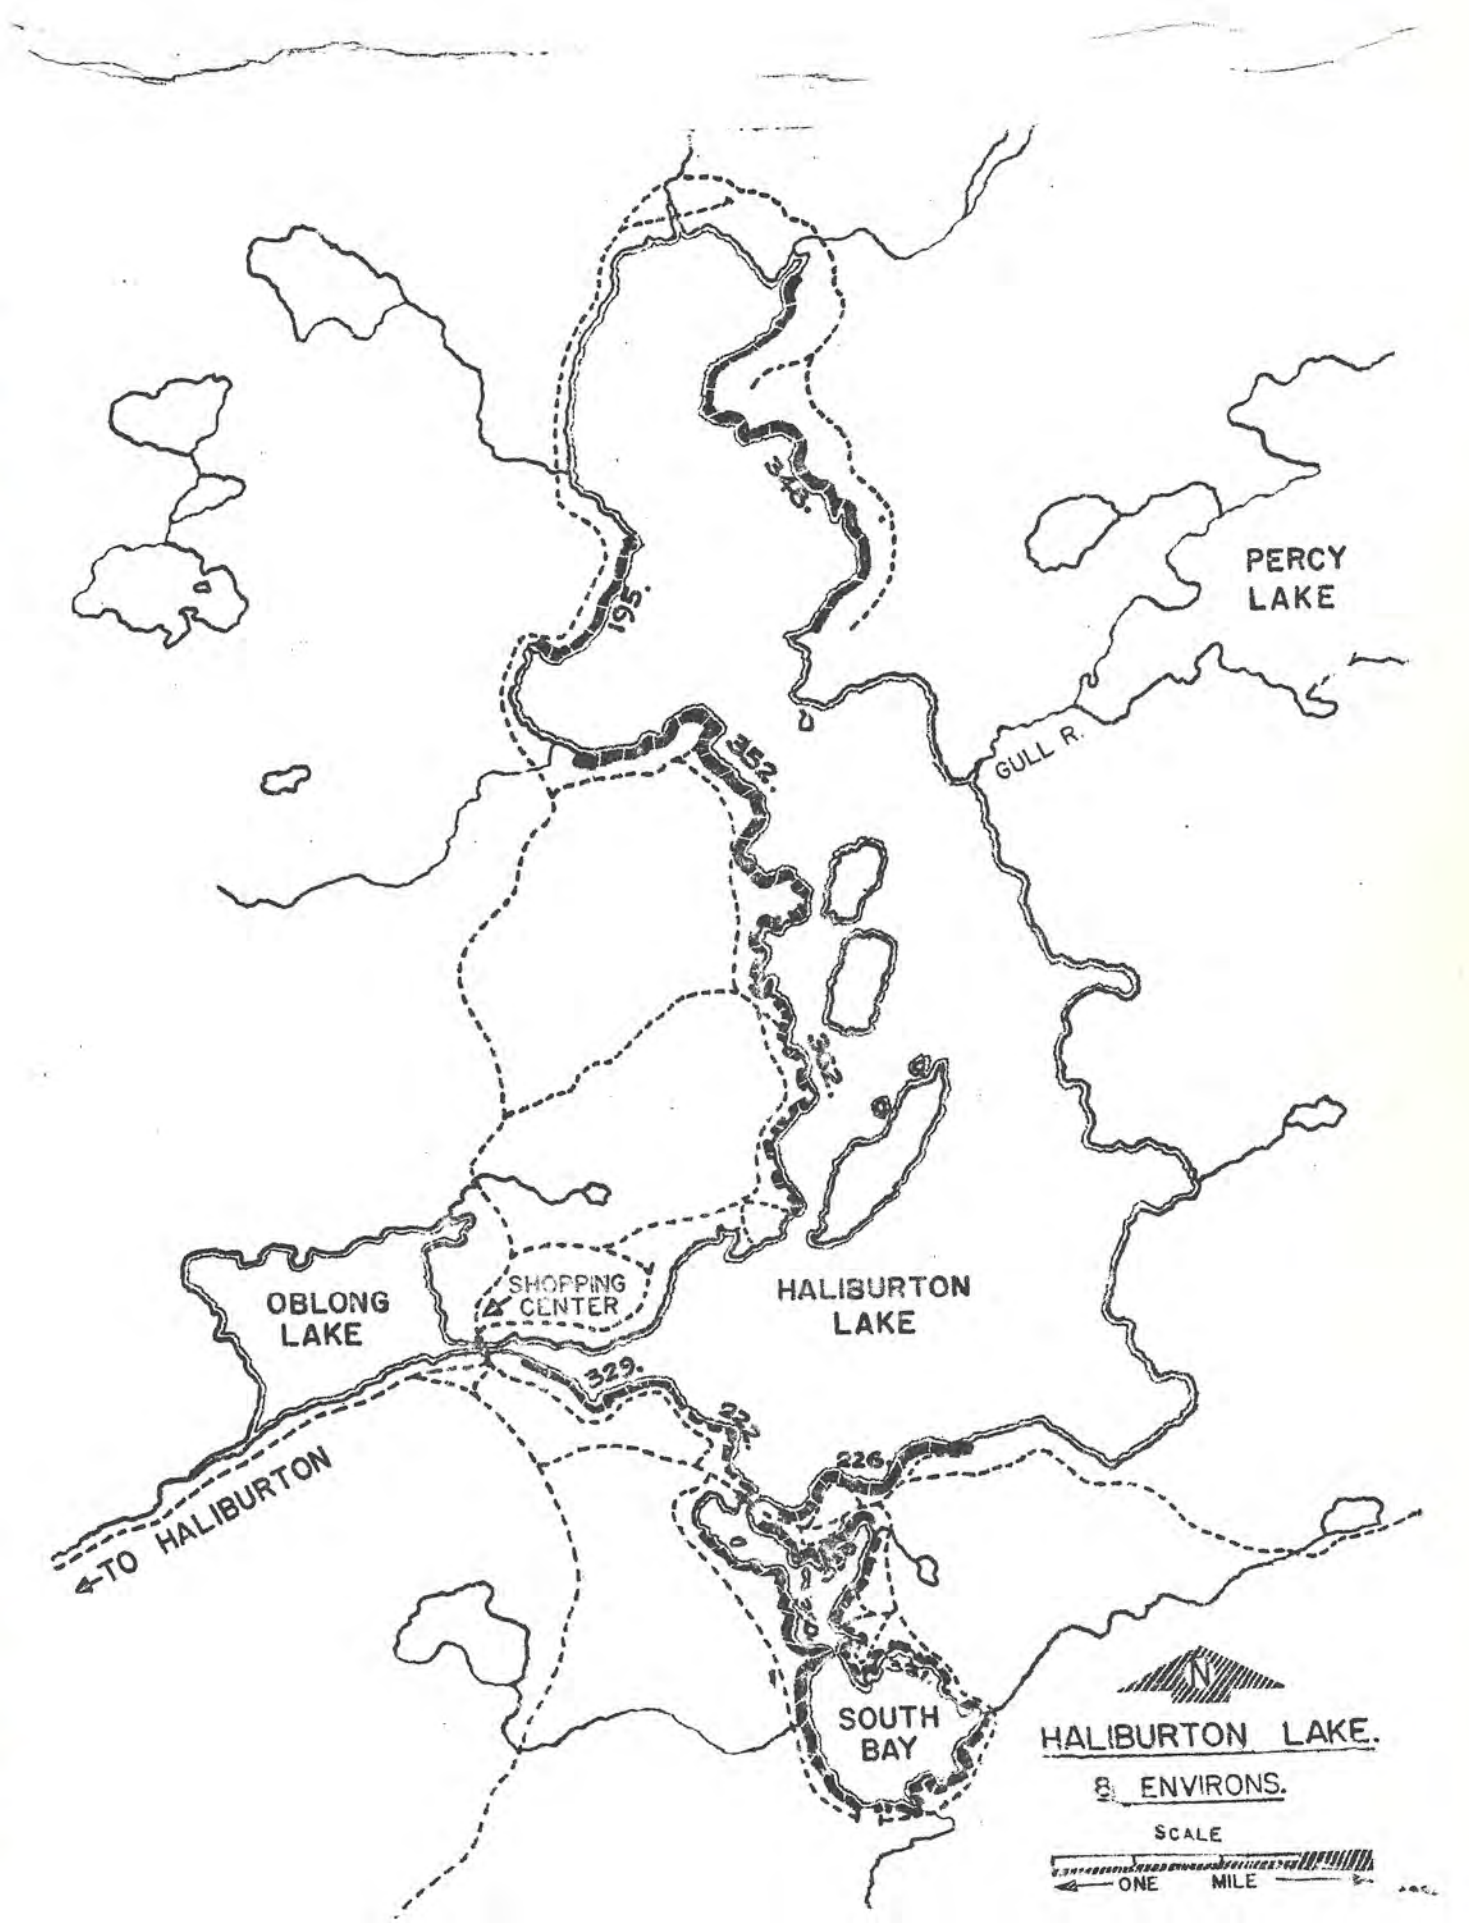 340.
PERCY
LAKE
195.
GULL R.
352.
SHOPPING
CENTER
OBLONG
LAKE
HALIBURTON
LAKE
329.
226.
TO HALIBURTON
SOUTH
BAY
N
HALIBURTON LAKE.
& ENVIRONS.
SCALE
ONE MILE